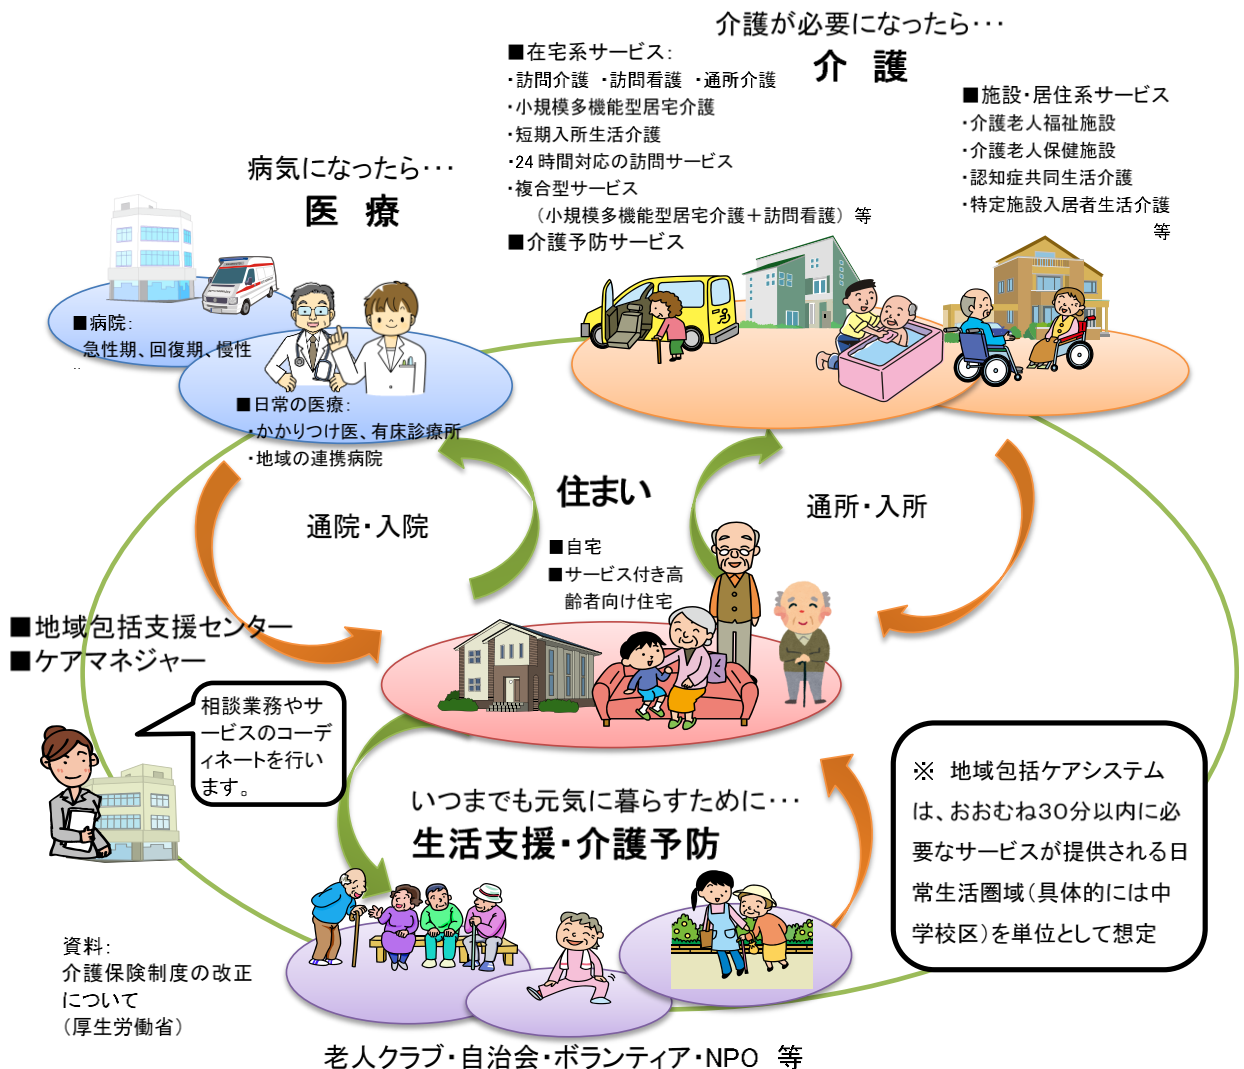 介護が必要になったら･･･
介　護
■在宅系サービス:
・訪問介護 ・訪問看護 ・通所介護
・小規模多機能型居宅介護
・短期入所生活介護
・24 時間対応の訪問サービス
・複合型サービス
（小規模多機能型居宅介護＋訪問看護） 等
■介護予防サービス
■施設・居住系サービス
・介護老人福祉施設
・介護老人保健施設
・認知症共同生活介護
・特定施設入居者生活介護
等
病気になったら･･･
医　療
■病院:
急性期、回復期、慢性
■日常の医療:
・かかりつけ医、有床診療所
・地域の連携病院
通院・入院
住まい
通所・入所
■自宅
■サービス付き高
齢者向け住宅
■地域包括支援センター
■ケアマネジャー
相談業務やサ
ービスのコーデ
ィネートを行い
ます。
いつまでも元気に暮らすために･･･
生活支援・介護予防
※　地域包括ケアシステム
は、おおむね３０分以内に必
要なサービスが提供される日
常生活圏域（具体的には中
学校区）を単位として想定
資料:
介護保険制度の改正
について
（厚生労働省）
老人クラブ・自治会・ボランティア・NPO　等